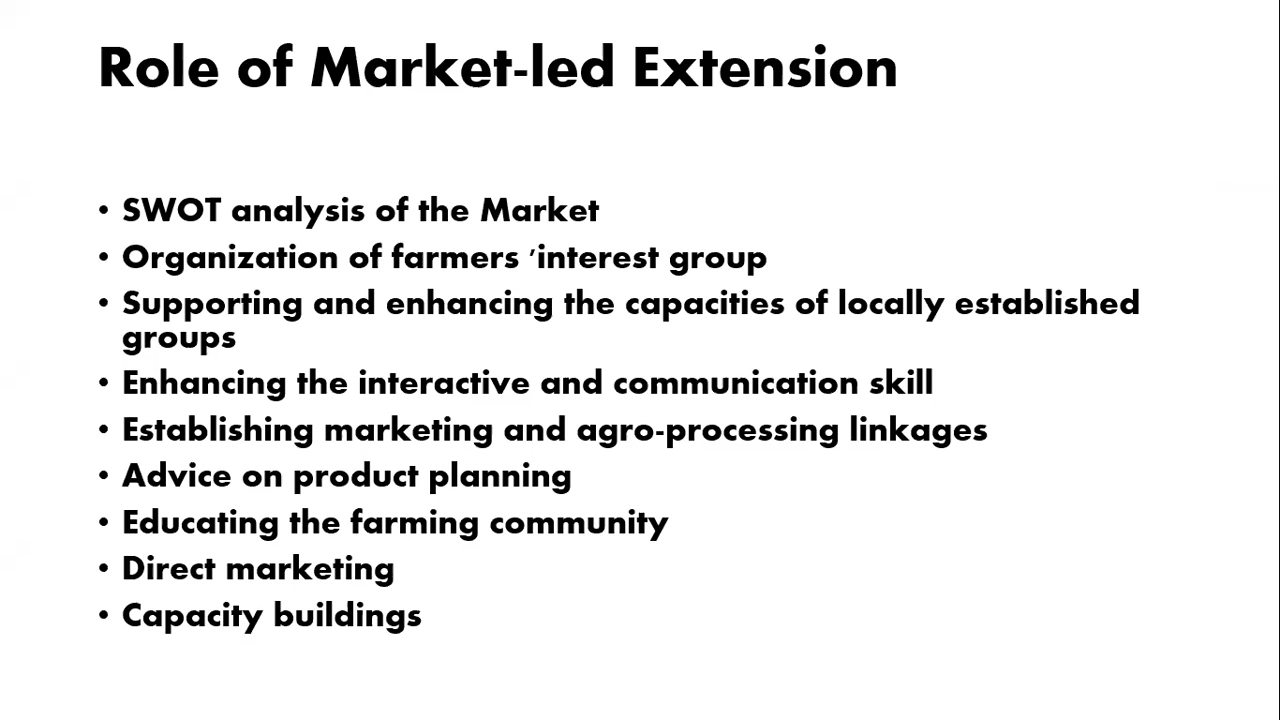 Role of Market-led Extension
• SWOT analysis of the Market
• Organization of farmers 'interest group
• Supporting and enhancing the capacities of locally established
groups
• Enhancing the interactive and communication skill
• Establishing marketing and agro-processing linkages
• Advice on product planning
• Educating the farming community
• Direct marketing
• Capacity buildings